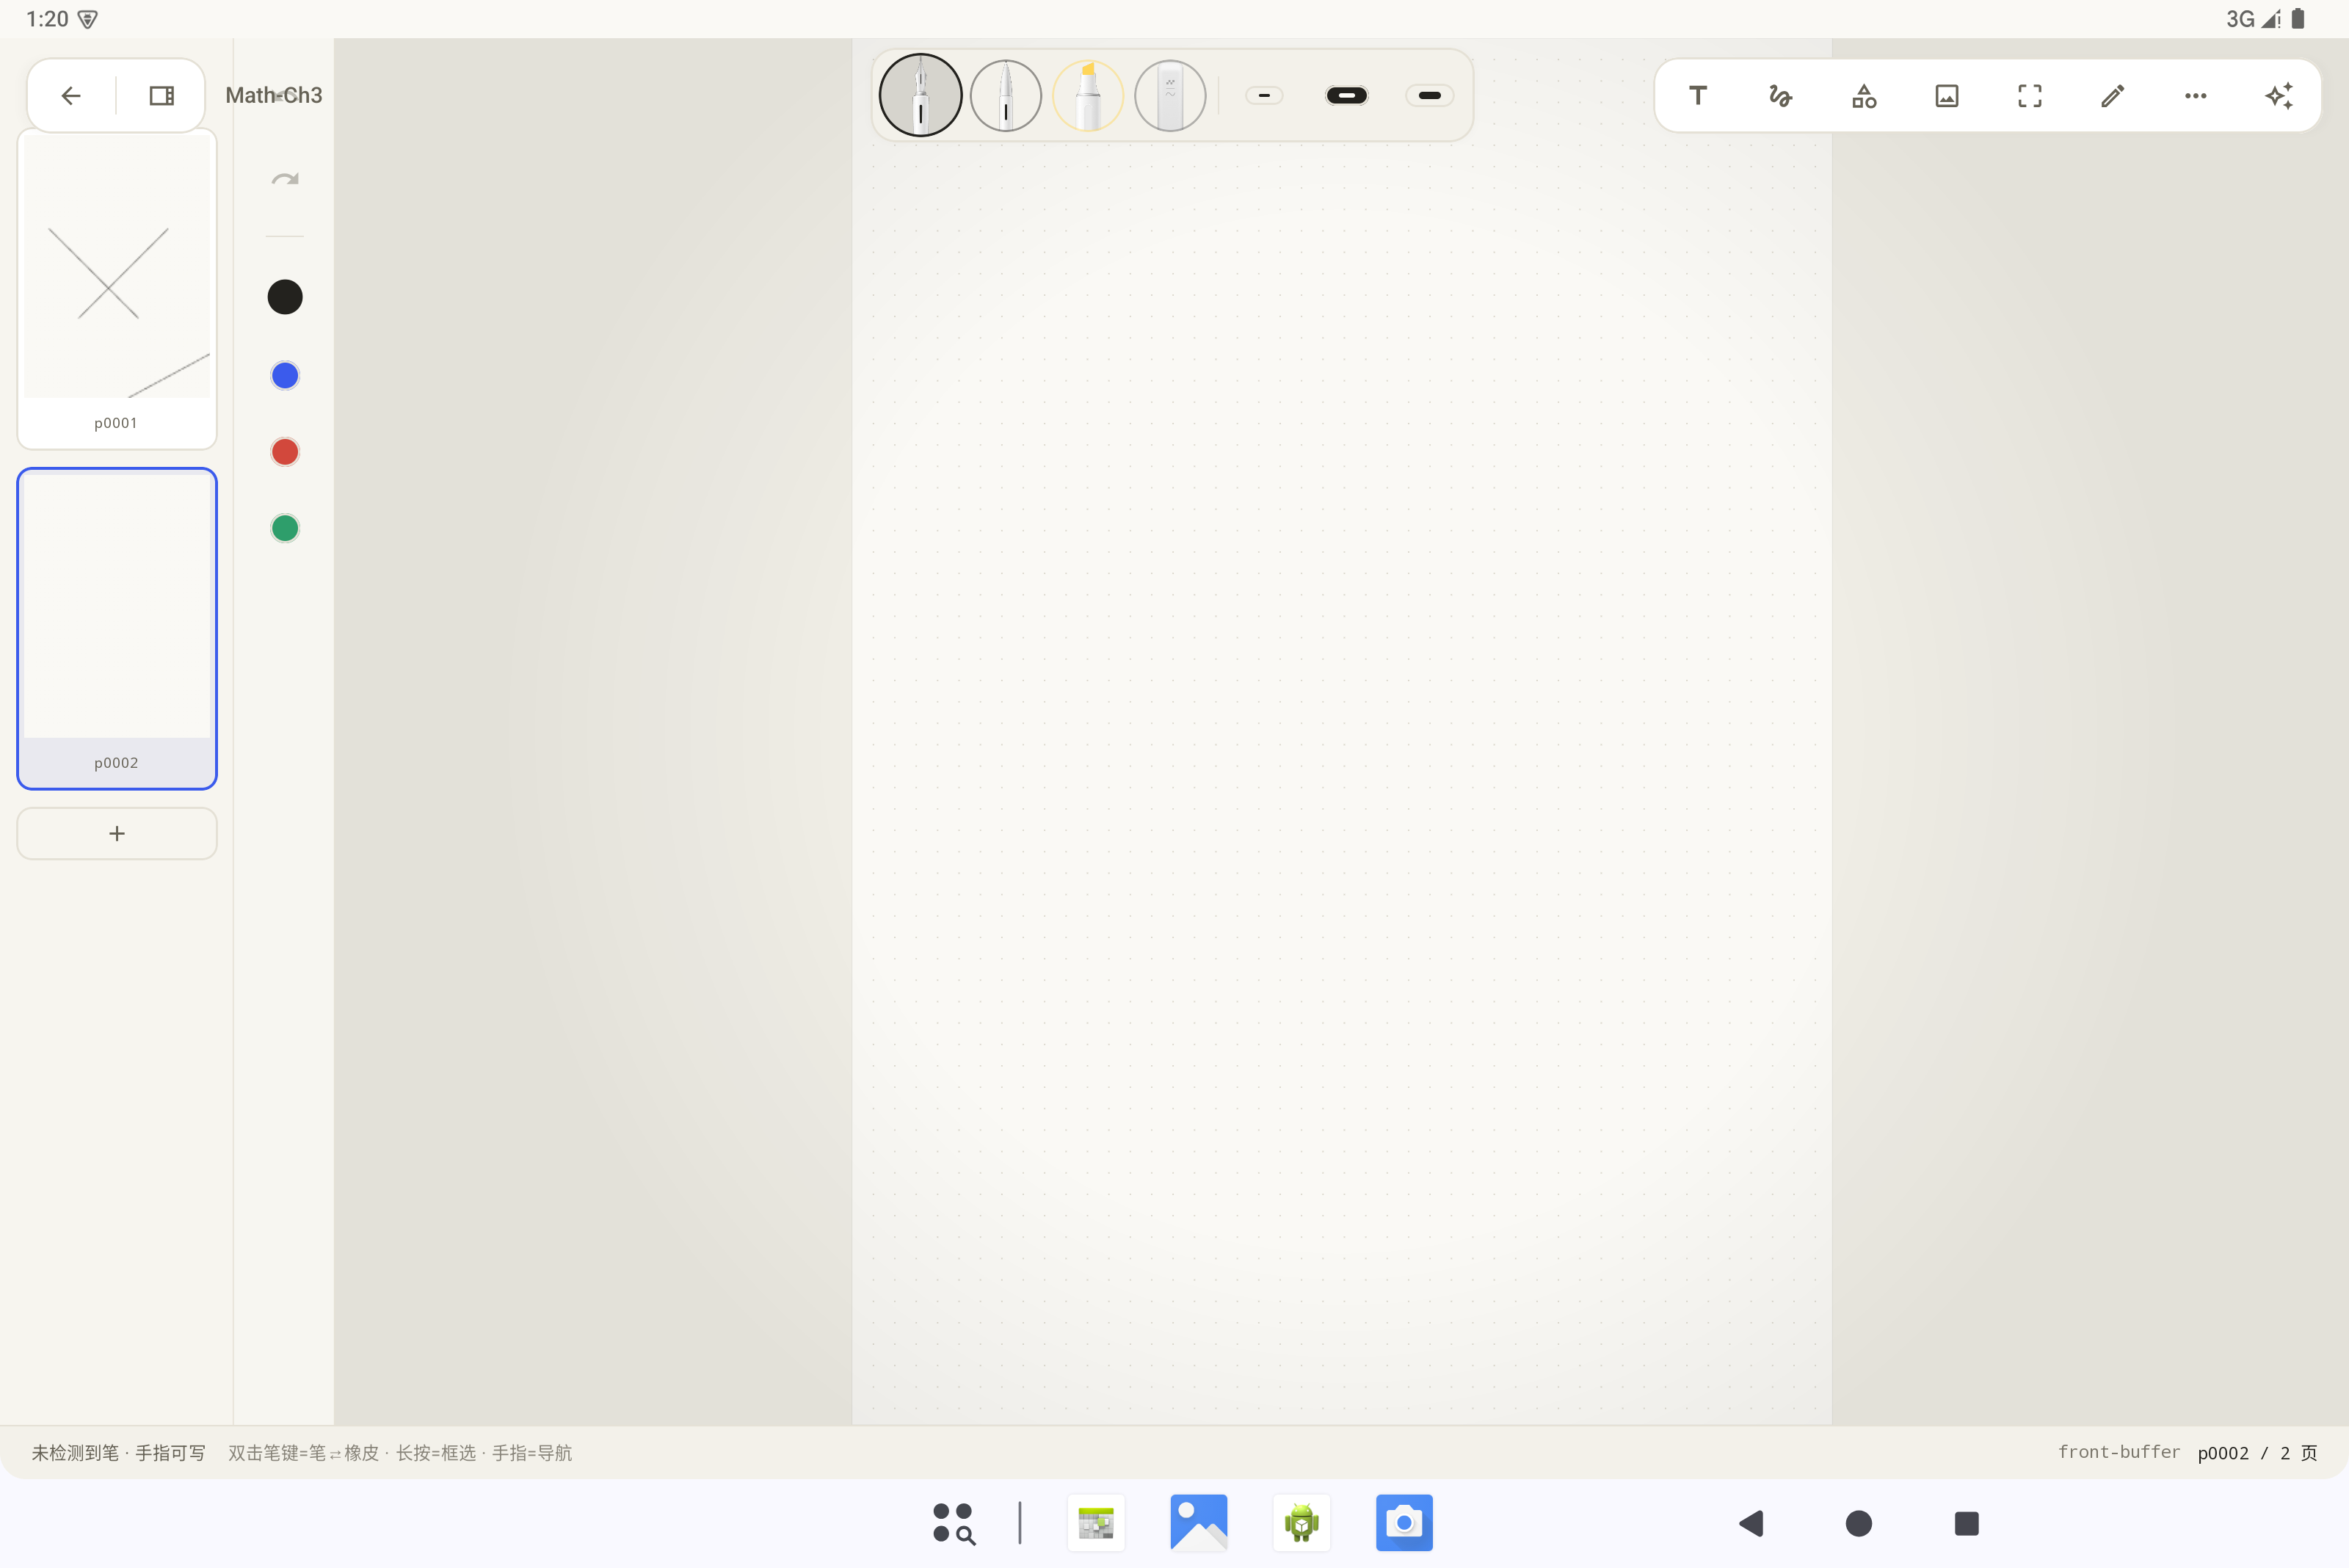 1:20
3G
Math-Ch3
T
p0001
p0002
+
未检测到笔 · 手指可写 双击笔键=笔⇄橡皮 · 长按=框选 · 手指=导航
front-buffer p0002 / 2 页